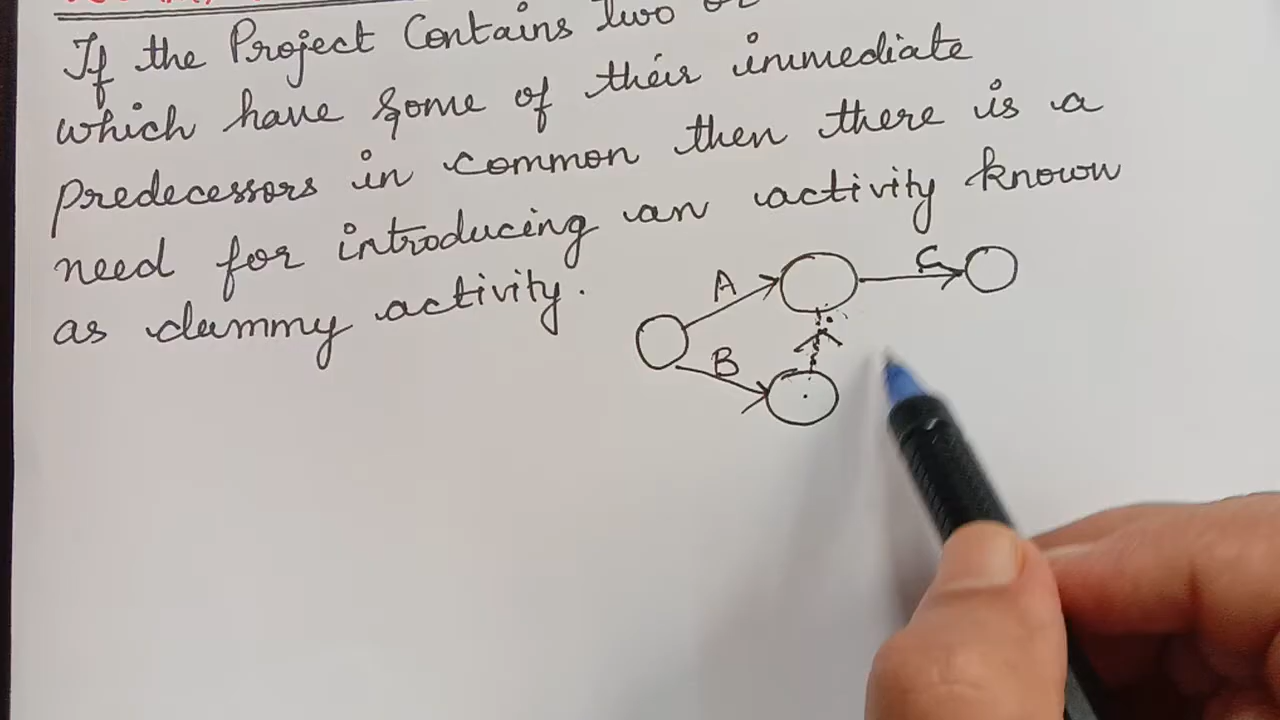 If the Project Contains two or
which have some of their immediate
predecessors in common then there is a
need for introducing an activity known
as dummy activity.
A
C
B